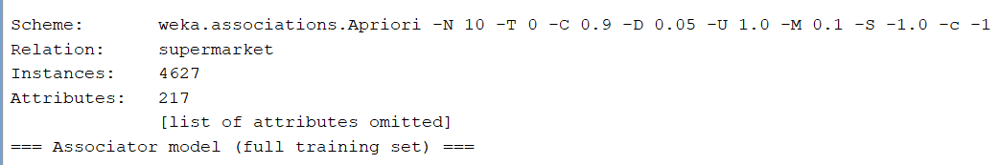 Scheme: weka.associations.Apriori -N 10 -T 0 -C 0.9 -D 0.05 -U 1.0 -M 0.1 -S -1.0 -c -1
Relation: supermarket
Instances: 4627
Attributes: 217
[list of attributes omitted]
=== Associator model (full training set) ===